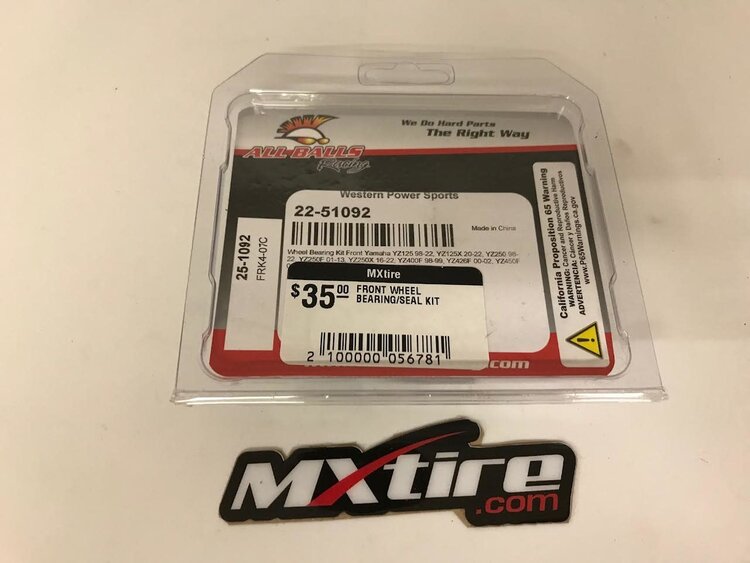 We Do Hard Parts
The Right Way
ALL BALLS
Racing
Western Power Sports
22-51092
Made in China
Wheel Bearing Kit Front Yamaha YZ125 98-22, YZ125X 20-22, YZ250 98-
22, YZ250F 01-13, YZ250X 16-22, YZ400F 98-99, YZ426F 00-02, YZ450F
25-1092
FRK4-07C
MXtire
$35.00 FRONT WHEEL
BEARING/SEAL KIT
2 100000 056781
.com
California Proposition 65 Warning
WARNING: Cancer and Reproductive Harm
ADVERTENCIA: Cáncer y Daños Reproductivos
www.P65Warnings.ca.gov
MXtire
.com